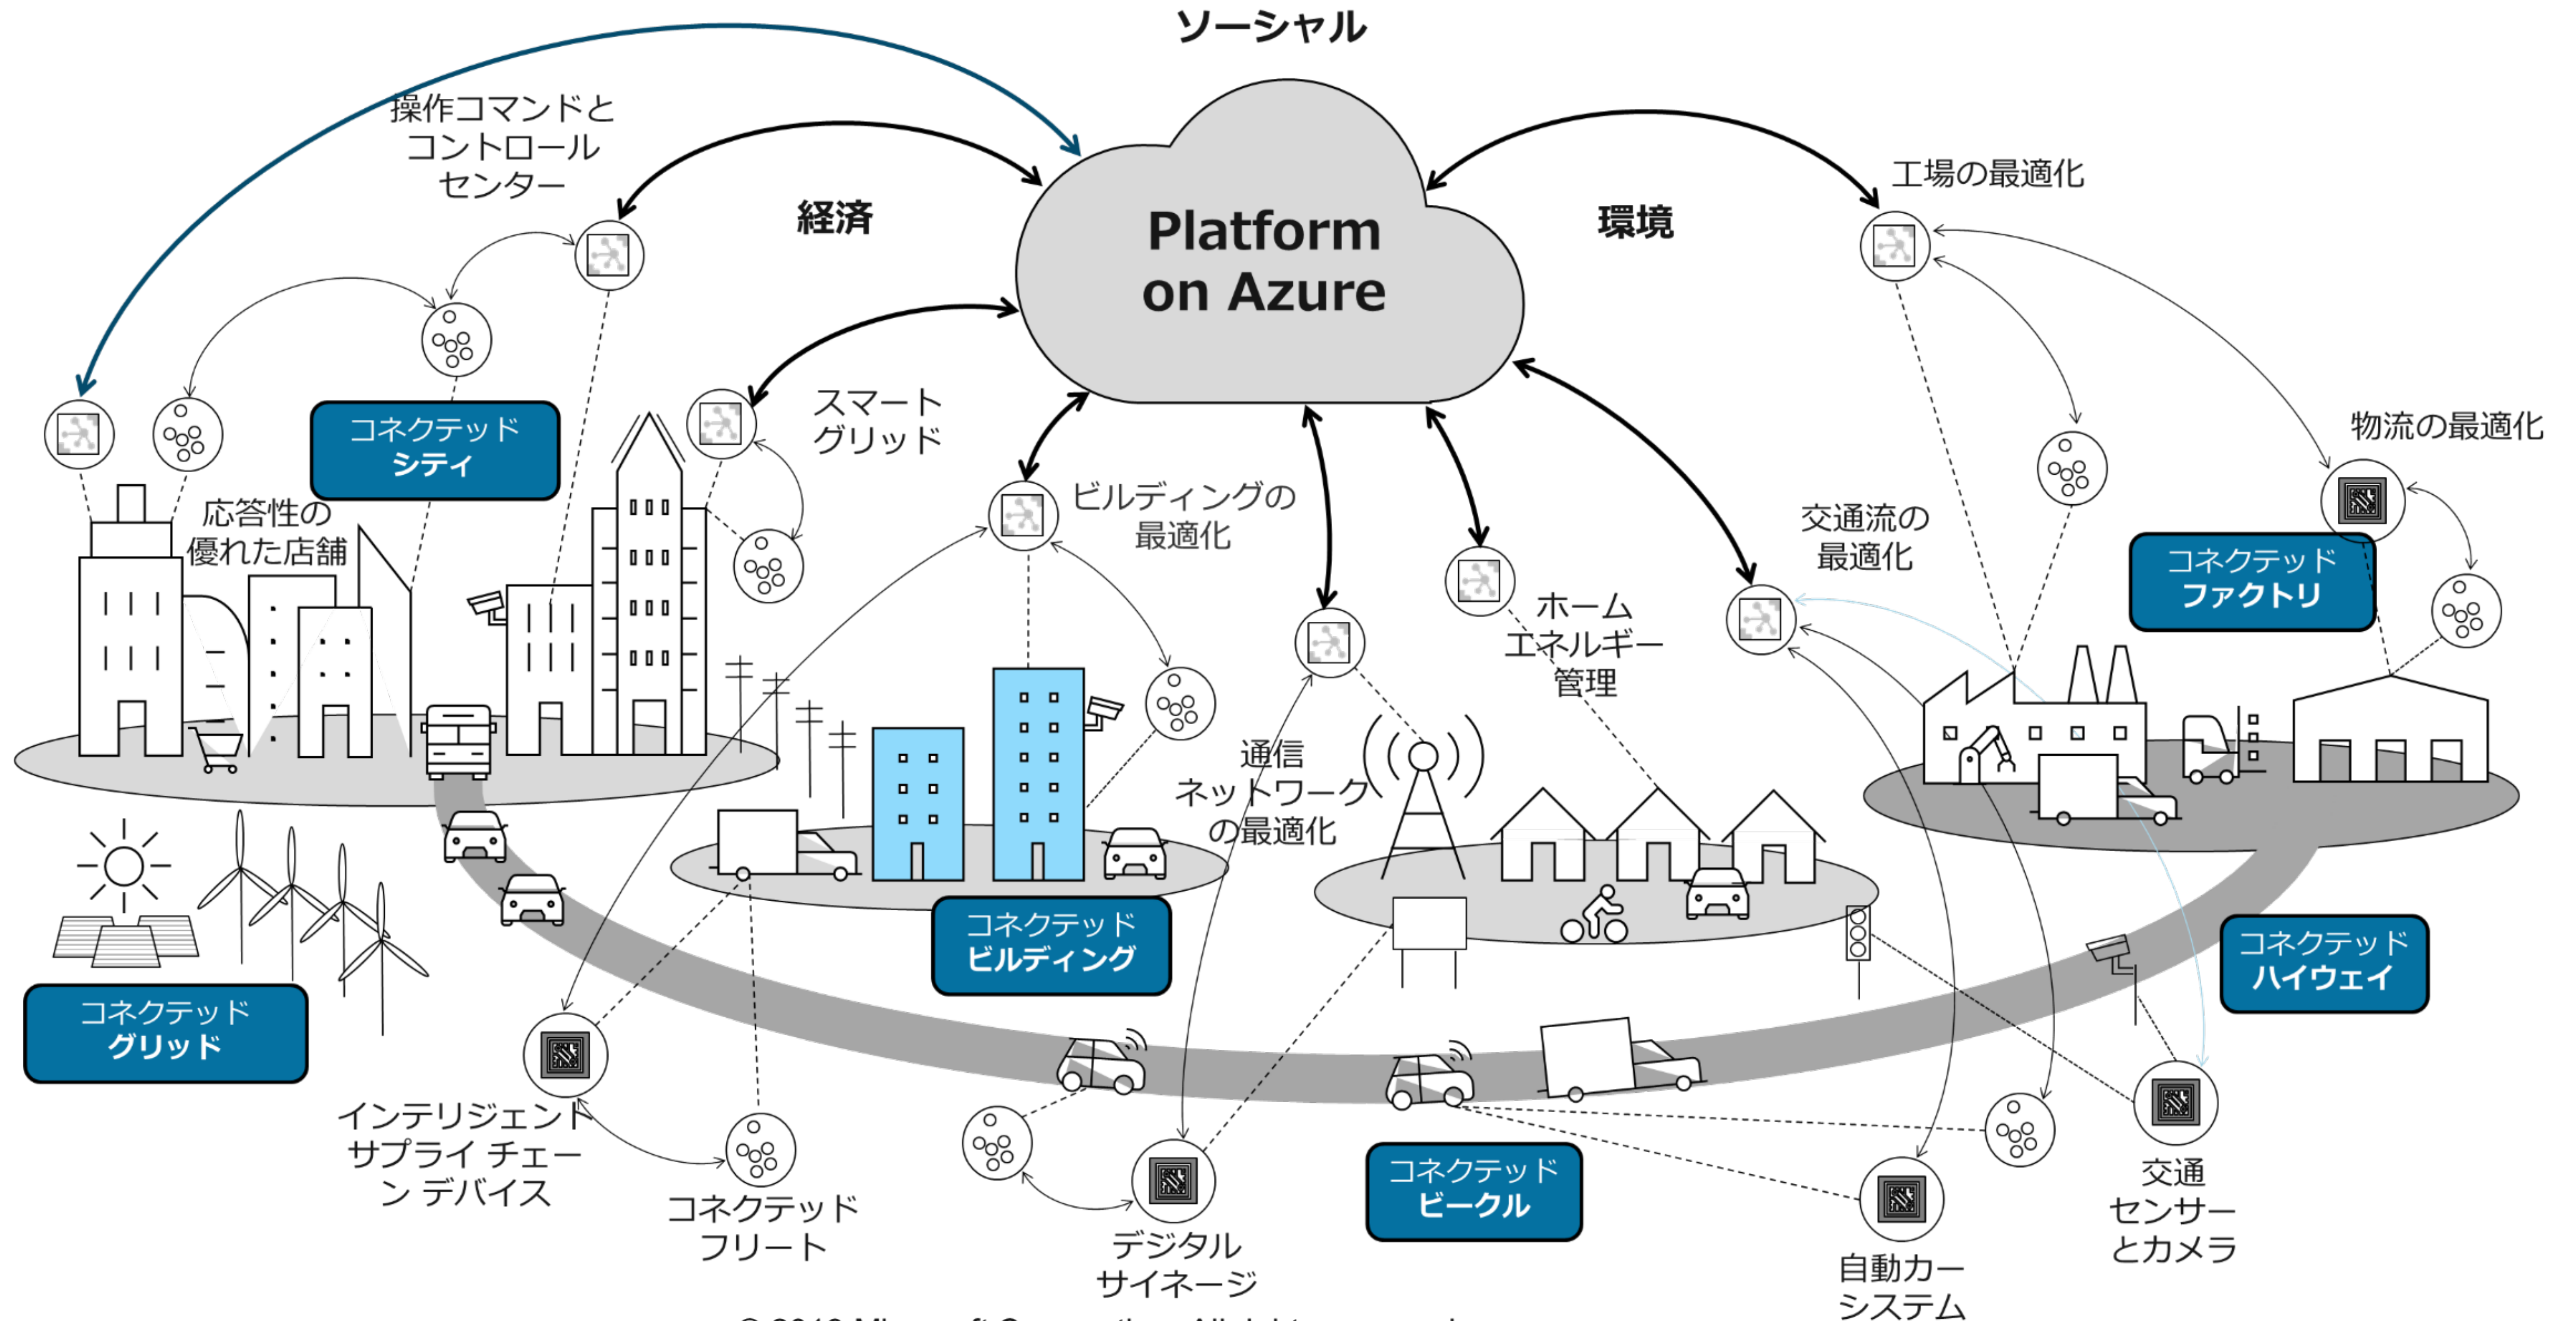 ソーシャル
操作コマンドと
コントロール
センター
経済
Platform
on Azure
環境
工場の最適化
スマート
グリッド
コネクテッド
シティ
応答性の
優れた店舗
ビルディングの
最適化
物流の最適化
交通流の
最適化
コネクテッド
ファクトリ
ホーム
エネルギー
管理
通信
ネットワーク
の最適化
コネクテッド
ビルディング
コネクテッド
ハイウェイ
コネクテッド
グリッド
インテリジェント
サプライ チェー
ン デバイス
コネクテッド
フリート
デジタル
サイネージ
コネクテッド
ビークル
自動カー
システム
交通
センサー
とカメラ